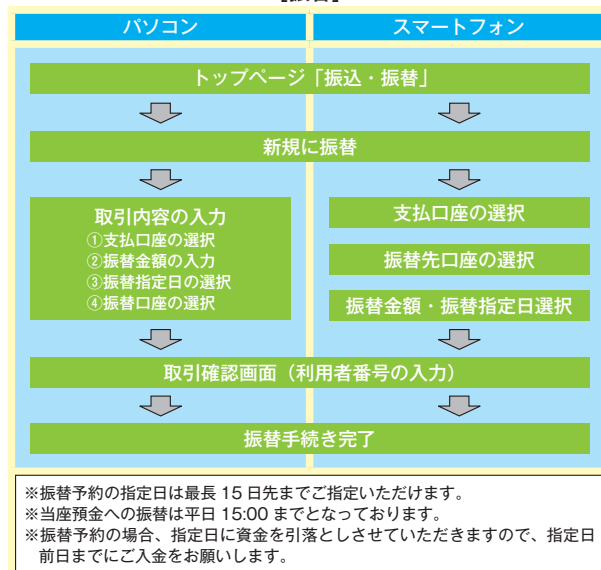 パソコン
スマートフォン
トップページ「振込・振替」
新規に振替
取引内容の入力
①支払口座の選択
②振替金額の入力
③振替指定日の選択
④振替口座の選択
支払口座の選択
振替先口座の選択
振替金額・振替指定日選択
取引確認画面（利用者番号の入力）
振替手続き完了
※振替予約の指定日は最長 15 日先までご指定いただけます。
※当座預金への振替は平日 15:00 までとなっております。
※振替予約の場合、指定日に資金を引落としさせていただきますので、指定日
前日までにご入金をお願いします。